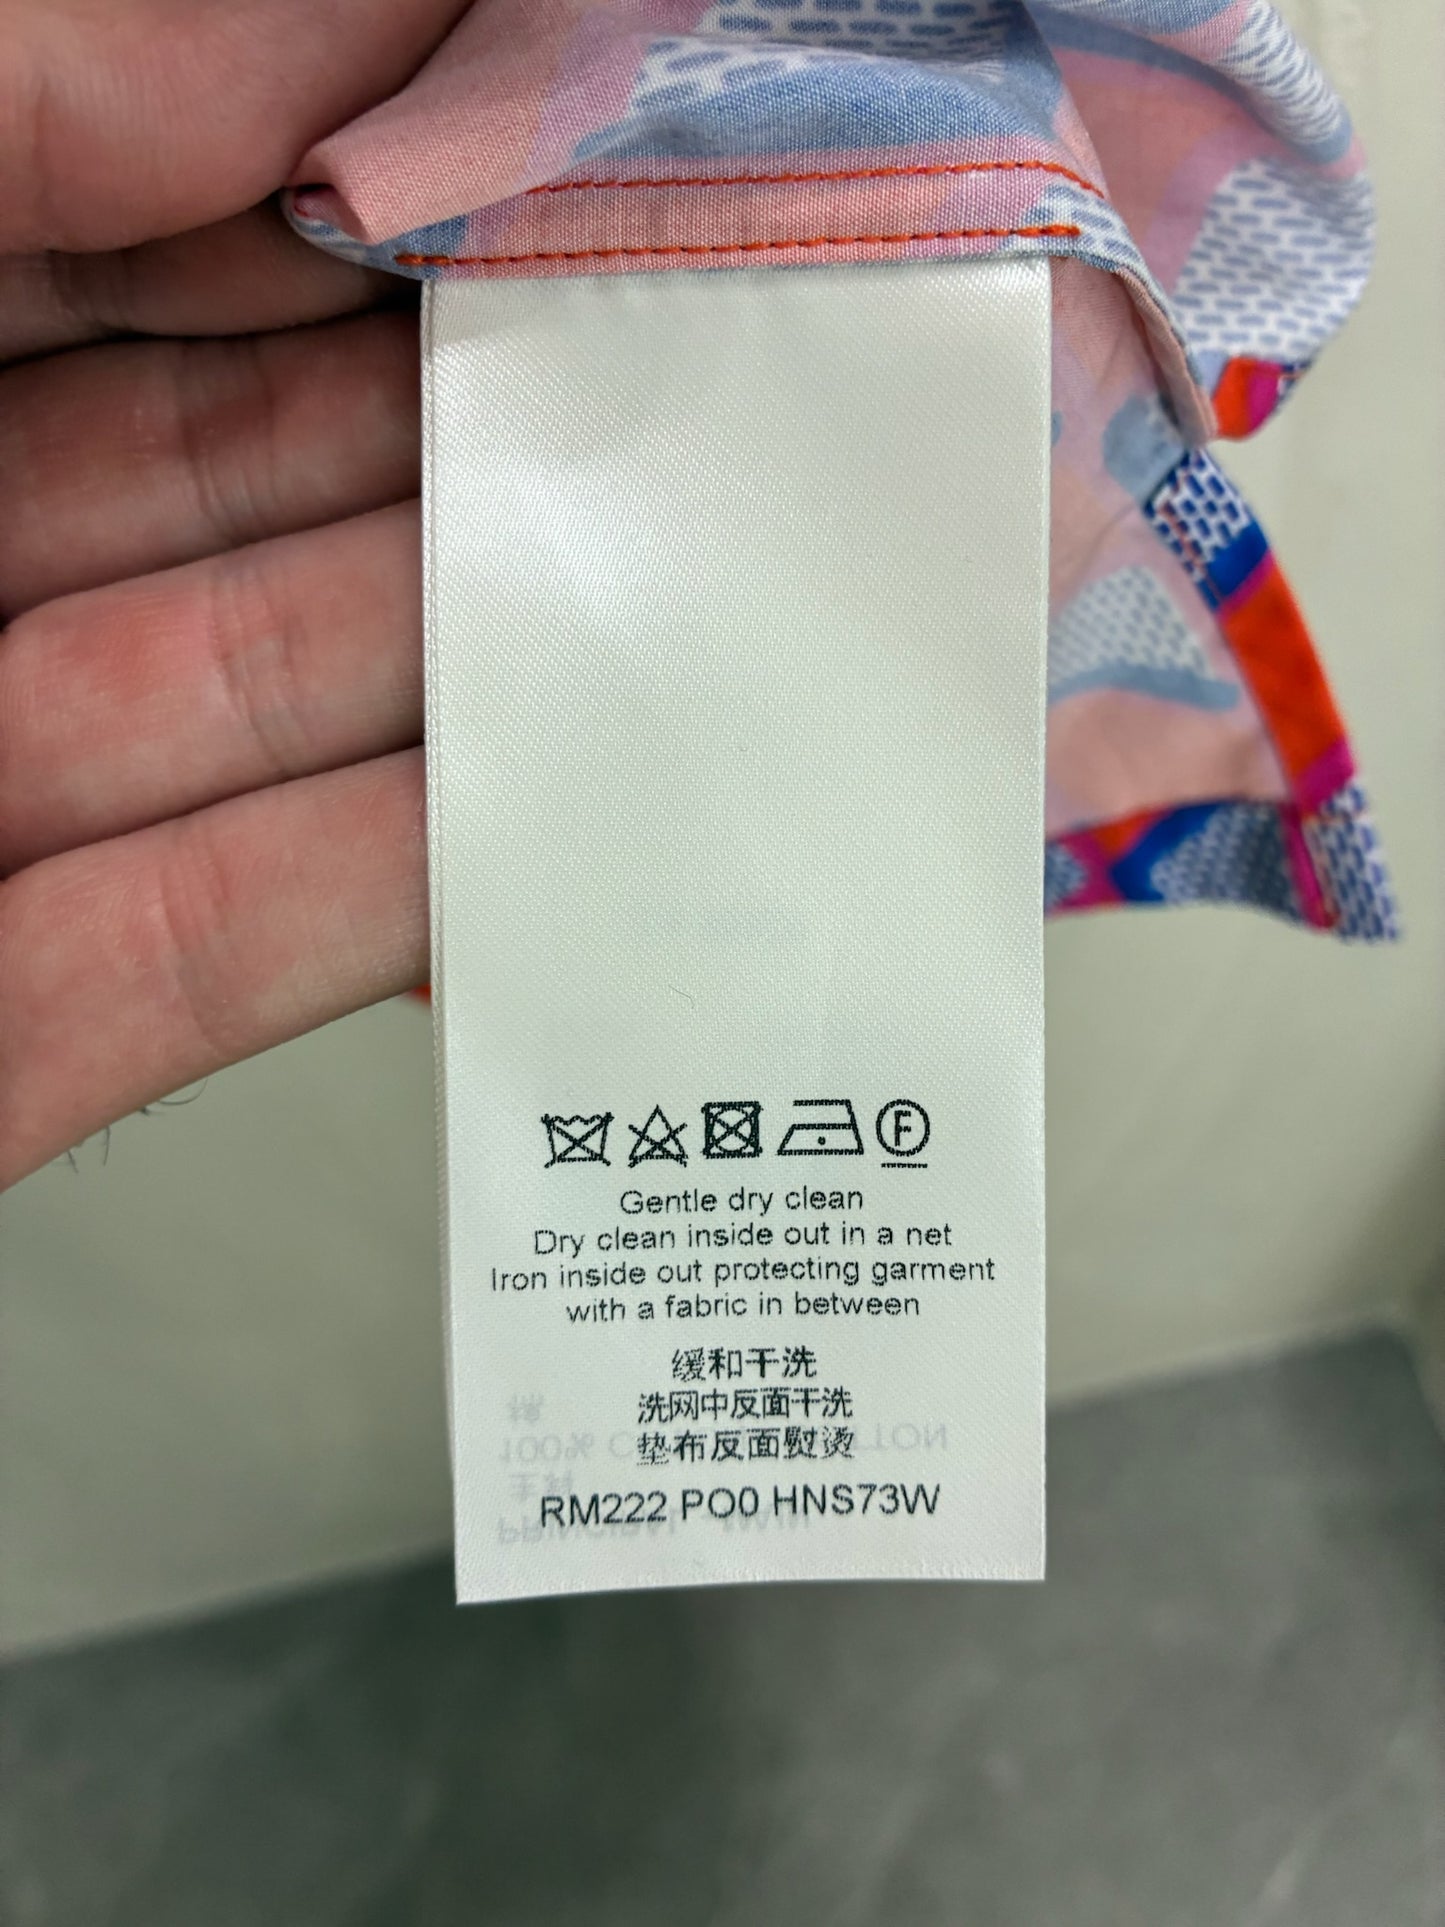 F
Gentle dry clean
Dry clean inside out in a net
Iron inside out protecting garment
with a fabric in between
缓和干洗
洗网中反面干洗
垫布反面熨烫
RM222 PO0 HNS73W